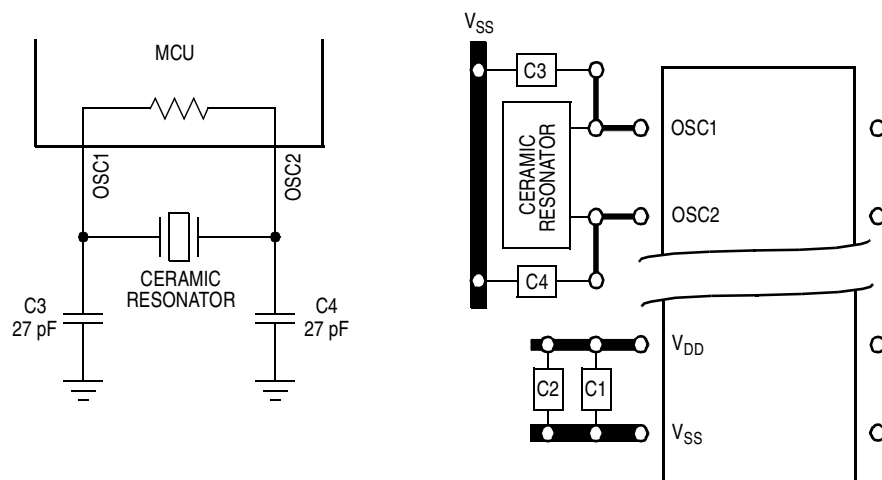 MCU
OSC1
OSC2
CERAMIC
RESONATOR
C3
27 pF
C4
27 pF
VSS
C3
CERAMIC
RESONATOR
C4
OSC1
OSC2
VDD
C2
C1
VSS